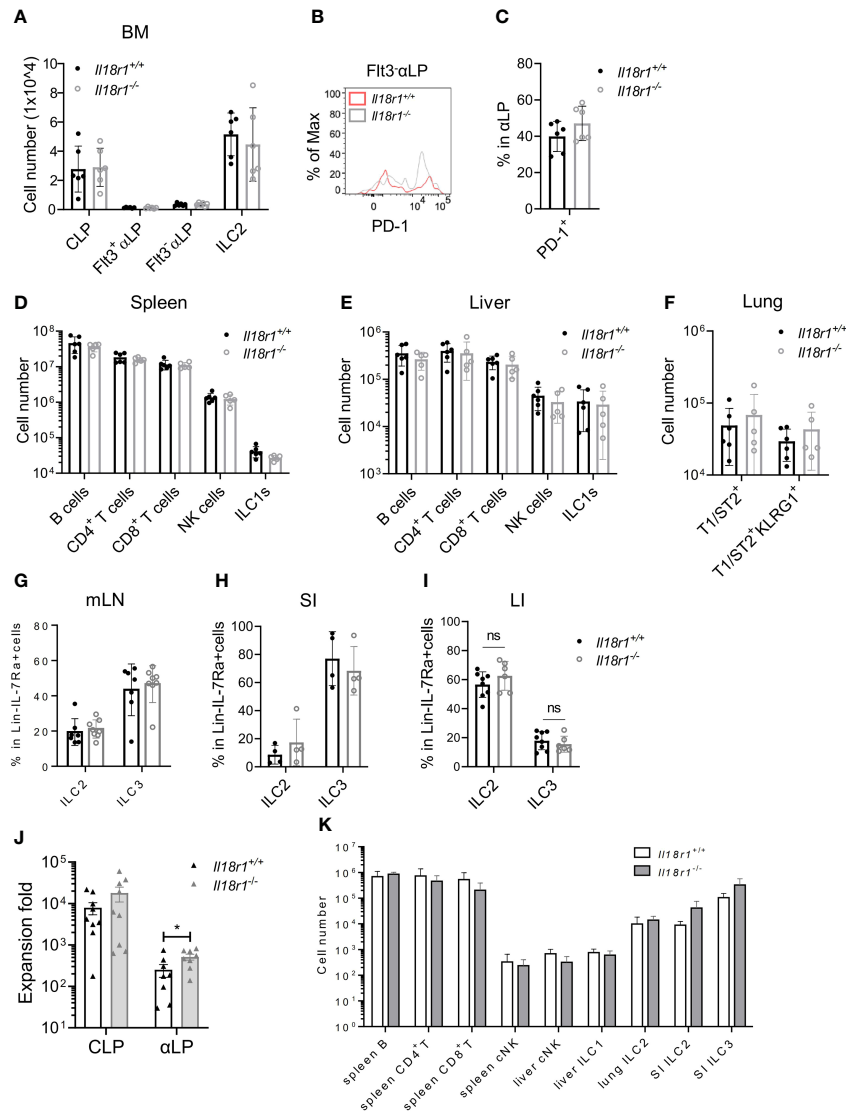 A
BM
Cell number (1x10^4)
10
8
6
4
2
0
Il18r1+/+
Il18r1-/-
CLP
Flt3+ αLP
Flt3-αLP
ILC2
B
Flt3-αLP
% of Max
100
80
60
40
20
0
Il18r1+/+
Il18r1-/-
0
10^4
10^5
PD-1
C
% in αLP
80
60
40
20
0
Il18r1+/+
Il18r1-/-
PD-1+
D
Spleen
Cell number
10^8
10^7
10^6
10^5
10^4
Il18r1+/+
Il18r1-/-
B cells
CD4+ T cells
CD8+ T cells
NK cells
ILC1s
E
Liver
Cell number
10^6
10^5
10^4
10^3
Il18r1+/+
Il18r1-/-
B cells
CD4+ T cells
CD8+ T cells
NK cells
ILC1s
F
Lung
Cell number
10^6
10^5
10^4
Il18r1+/+
Il18r1-/-
T1/ST2+
T1/ST2+KLRG1+
G
mLN
% in Lin-IL-7Ra+cells
80
60
40
20
0
ILC2
ILC3
H
SI
% in Lin-IL-7Ra+cells
100
80
60
40
20
0
ILC2
ILC3
I
LI
% in Lin-IL-7Ra+cells
100
80
60
40
20
0
ns
ns
Il18r1+/+
Il18r1-/-
ILC2
ILC3
J
Expansion fold
10^5
10^4
10^3
10^2
10^1
*
Il18r1+/+
Il18r1-/-
CLP
αLP
K
Cell number
10^7
10^6
10^5
10^4
10^3
10^2
10^1
10^0
Il18r1+/+
Il18r1-/-
spleen B
spleen CD4+T
spleen CD8+T
spleen cNK
liver cNK
liver ILC1
lung ILC2
SI ILC2
SI ILC3